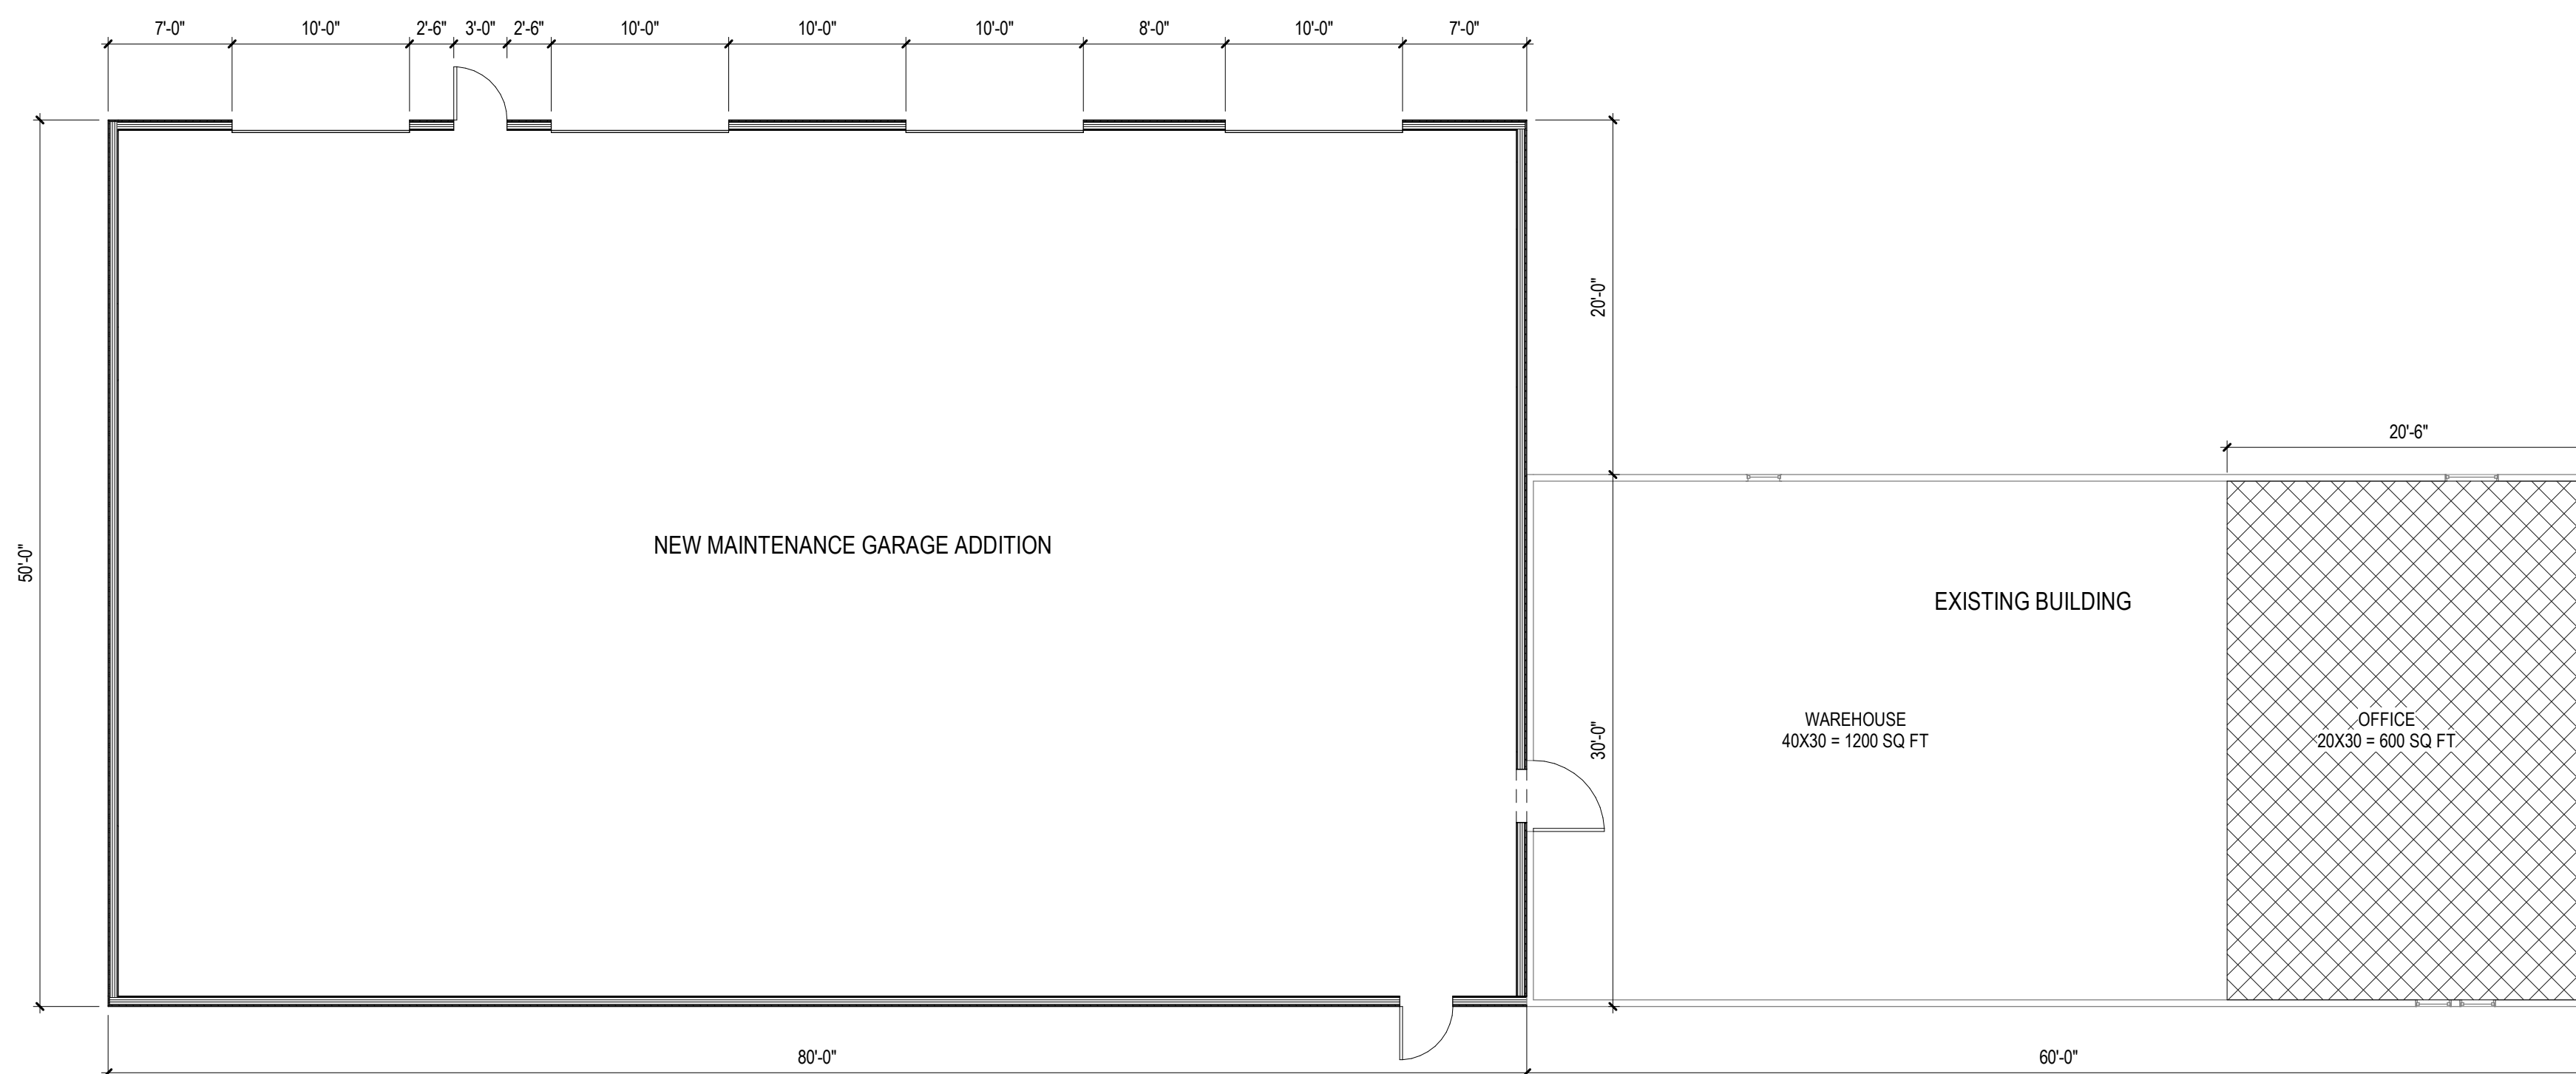 7'-0" 10'-0" 2'-6" 3'-0" 2'-6" 10'-0" 10'-0" 10'-0" 8'-0" 10'-0" 7'-0"
20'-0"
20'-6"
50'-0"
NEW MAINTENANCE GARAGE ADDITION
EXISTING BUILDING
30'-0"
WAREHOUSE
40X30 = 1200 SQ FT
OFFICE
20X30 = 600 SQ FT
80'-0"
60'-0"